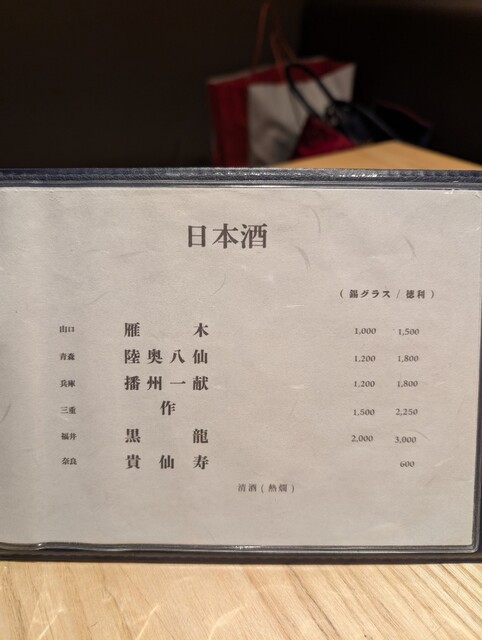 日本酒
(錫グラス / 徳利)
山口 雁木 1,000 1,500
青森 陸奥八仙 1,200 1,800
兵庫 播州一献 1,200 1,800
三重 作 1,500 2,250
福井 黒龍 2,000 3,000
奈良 貴仙寿 600
清酒(熱燗)